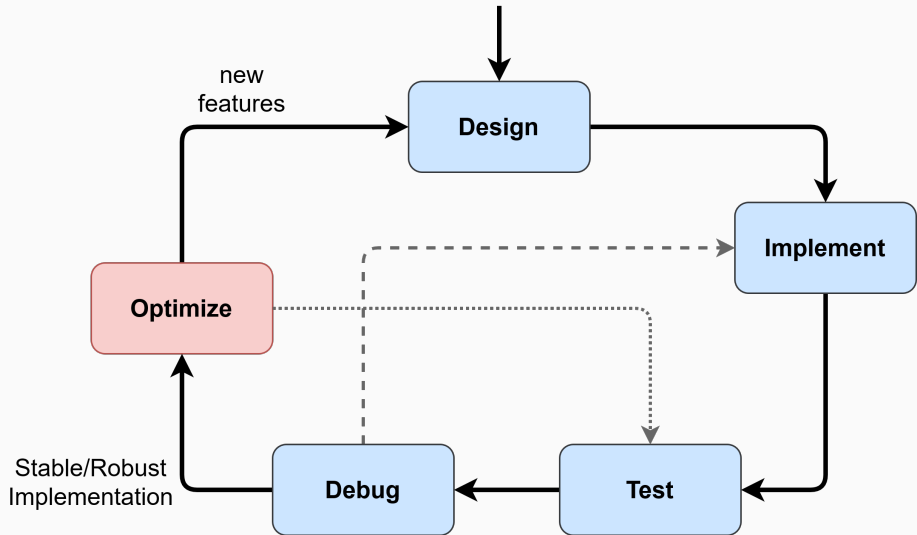 new
features
Design
Implement
Optimize
Stable/Robust
Implementation
Debug
Test